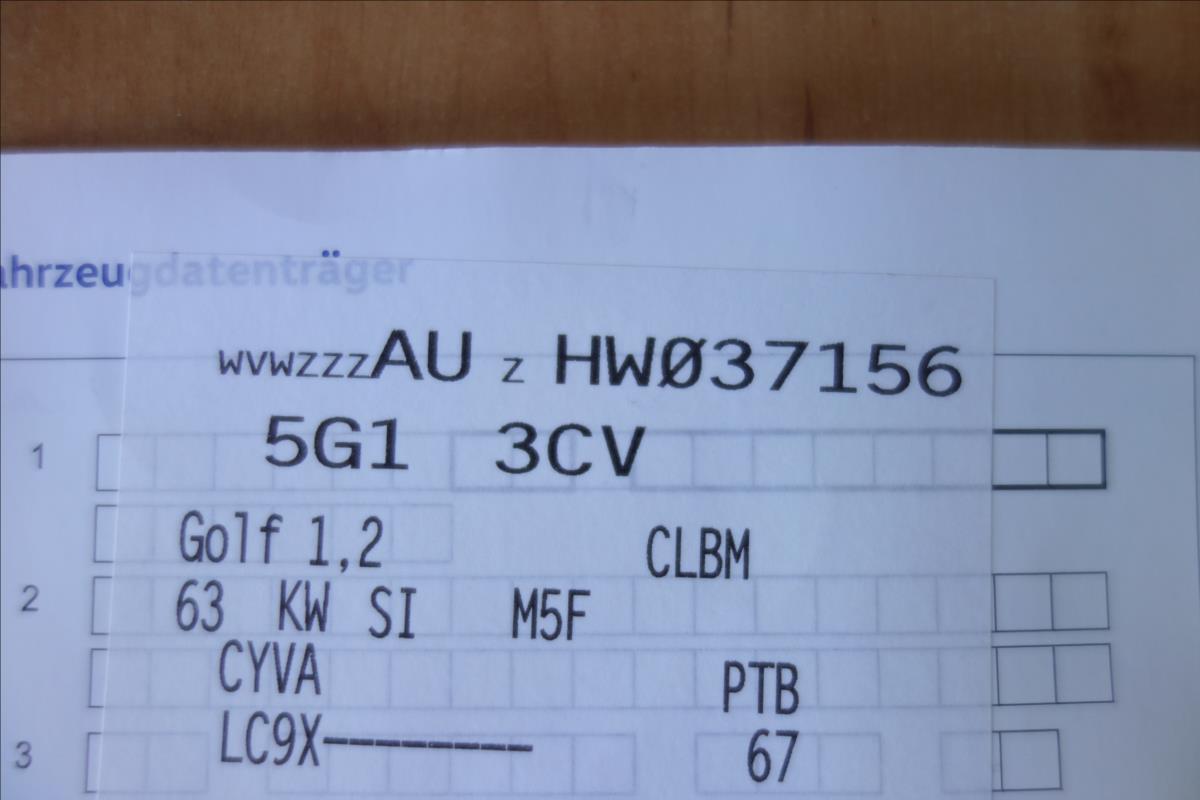 ahrzeugdatenträger
WVWZZZAU Z HWØ37156
1 5G1 3CV
Golf 1,2 CLBM
2 63 KW SI M5F
CYVA PTB
3 LC9X-------- 67